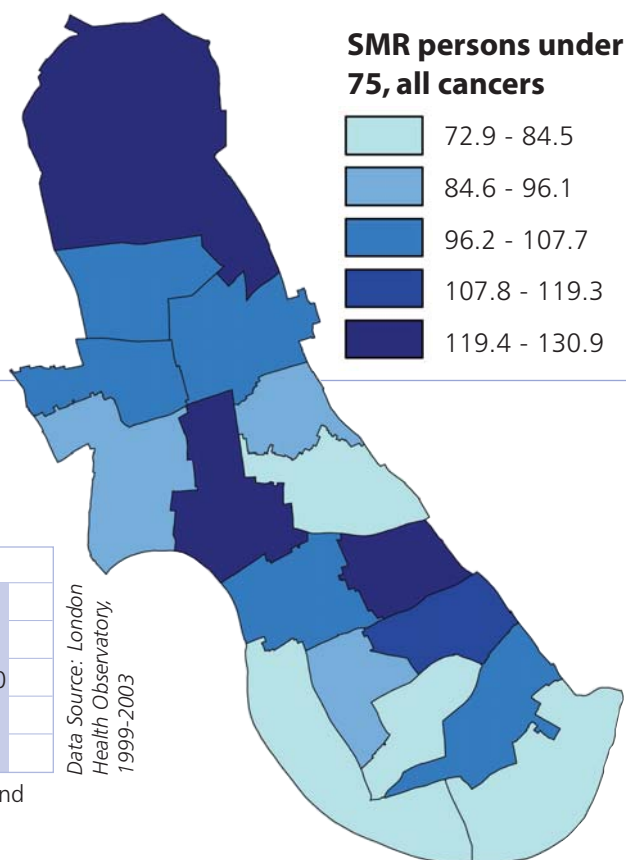 SMR persons under
75, all cancers
72.9 - 84.5
84.6 - 96.1
96.2 - 107.7
107.8 - 119.3
119.4 - 130.9
Data Source: London
Health Observatory,
1999-2003